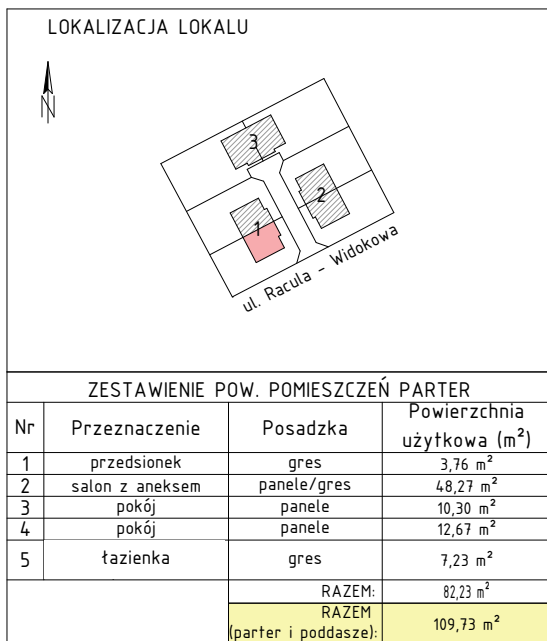 LOKALIZACJA LOKALU
N
3
2
1
ul. Racula - Widokowa
ZESTAWIENIE POW. POMIESZCZEŃ PARTER
Nr Przeznaczenie Posadzka Powierzchnia użytkowa (m²)
1 przedsionek gres 3,76 m²
2 salon z aneksem panele/gres 48,27 m²
3 pokój panele 10,30 m²
4 pokój panele 12,67 m²
5 łazienka gres 7,23 m²
RAZEM: 82,23 m²
RAZEM (parter i poddasze): 109,73 m²